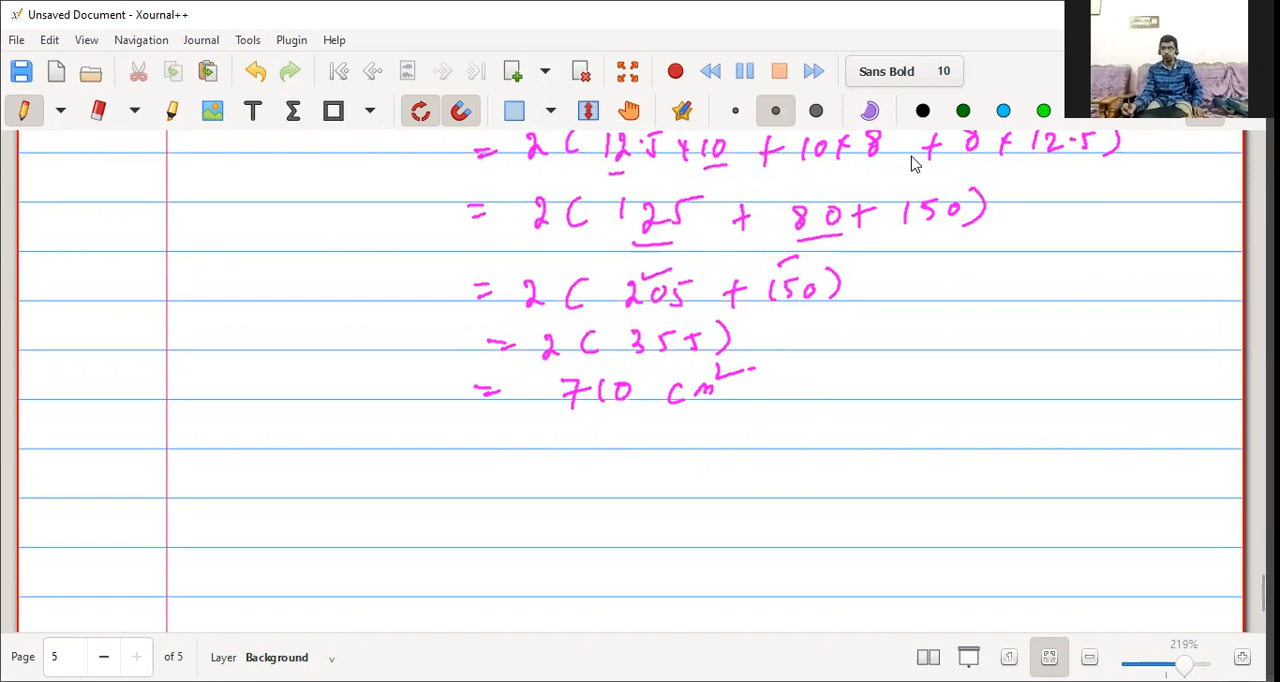 Unsaved Document - Xournal++
File Edit View Navigation Journal Tools Plugin Help
Sans Bold 10
= 2 ( 12.5 × 10 + 10 × 8 + 8 × 12.5 )
= 2 ( 125 + 80 + 150 )
= 2 ( 205 + 150 )
= 2 ( 355 )
= 710 cm²
Page 5 of 5 Layer Background 219%